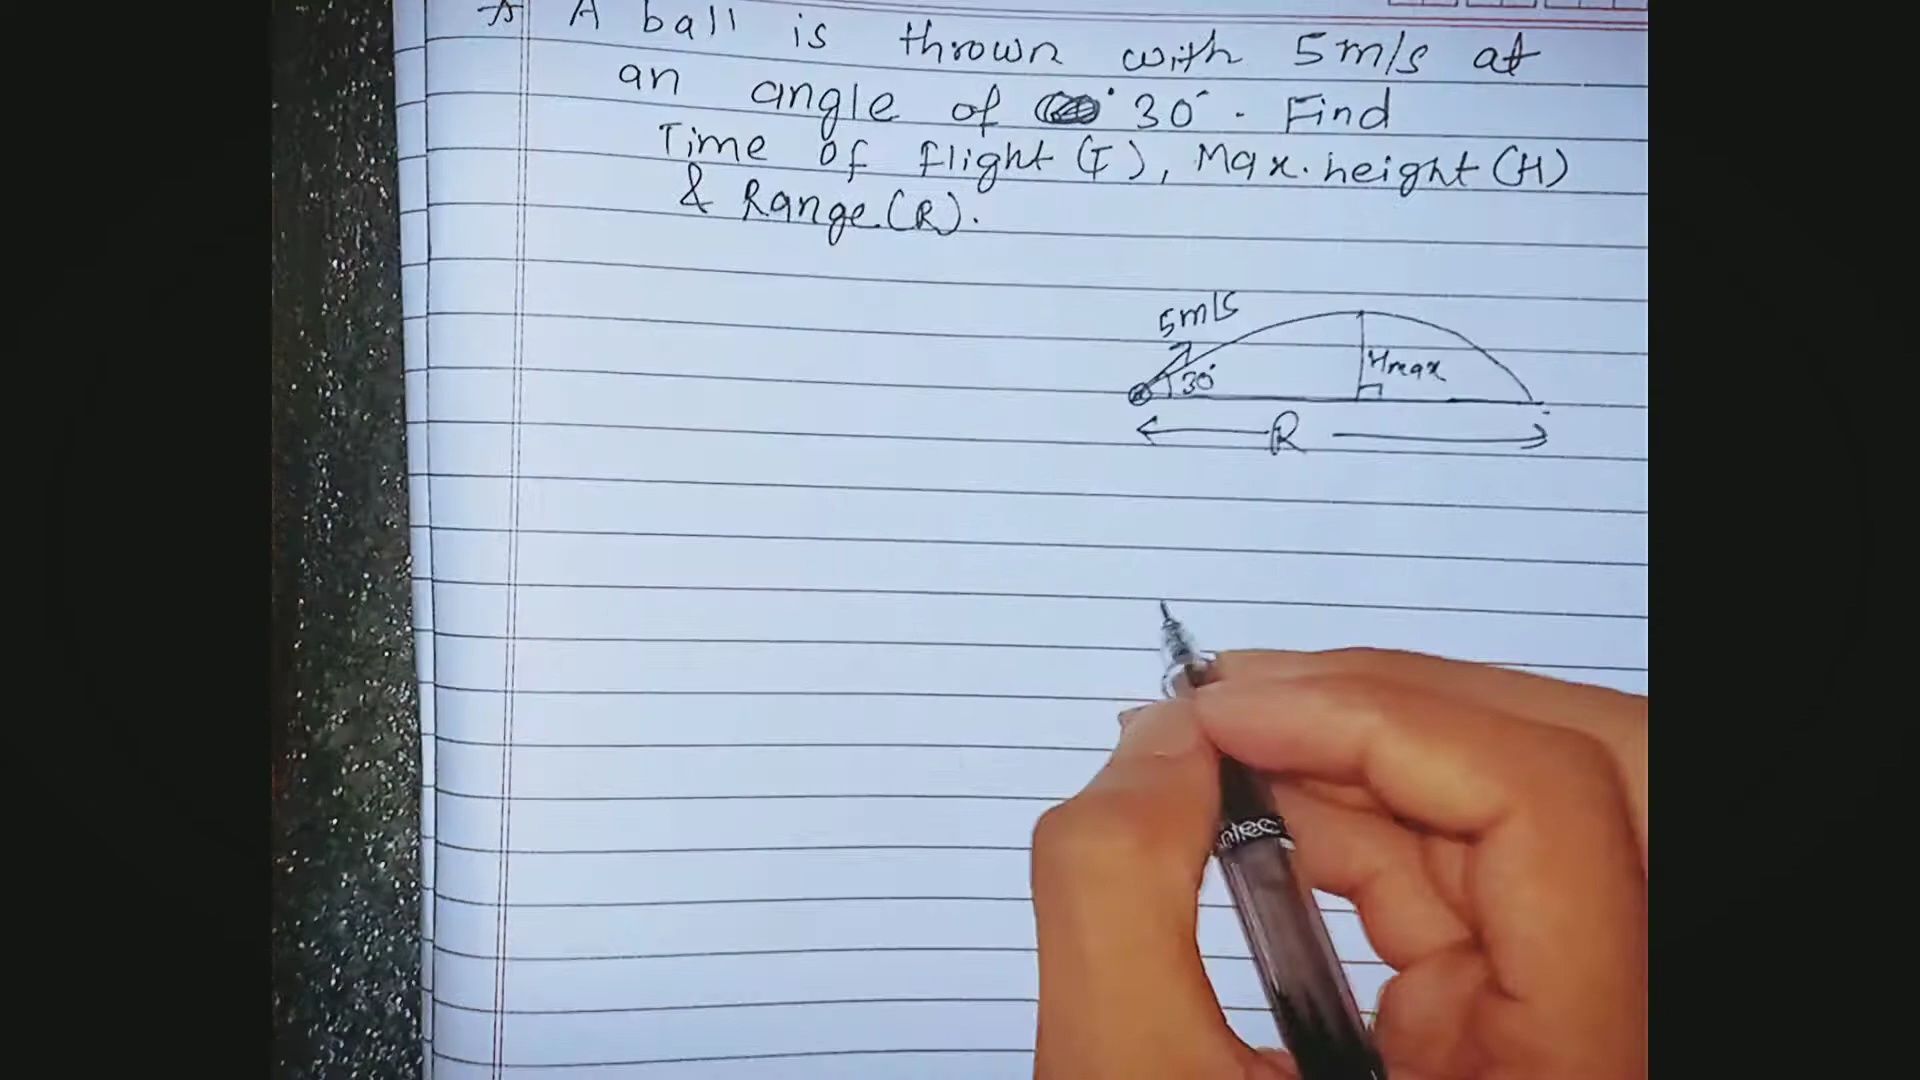 A ball is thrown with 5m/s at
an angle of 30°. Find
Time of flight (T), Max. height (H)
& Range (R).
5m/s
30°
Hmax
R